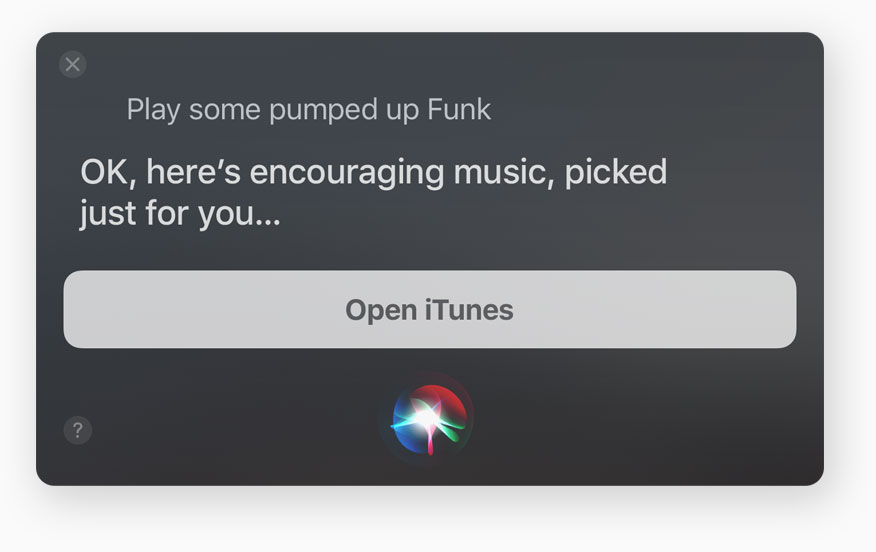 Play some pumped up Funk
OK, here’s encouraging music, picked
just for you...
Open iTunes
?